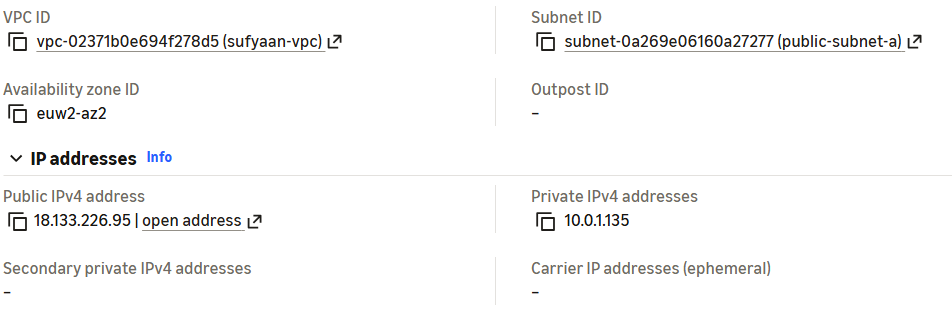 VPC ID
vpc-02371b0e694f278d5 (sufyaan-vpc)
Subnet ID
subnet-0a269e06160a27277 (public-subnet-a)
Availability zone ID
euw2-az2
Outpost ID
–
IP addresses Info
Public IPv4 address
18.133.226.95 | open address
Private IPv4 addresses
10.0.1.135
Secondary private IPv4 addresses
–
Carrier IP addresses (ephemeral)
–